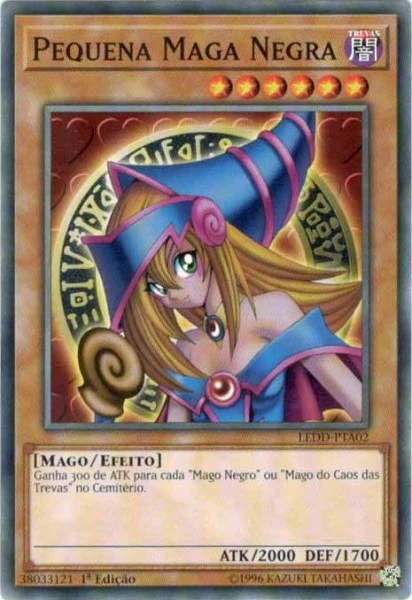 PEQUENA MAGA NEGRA
TREVAS
闇
LEDD-PTA02
[MAGO/EFEITO]
Ganha 300 de ATK para cada "Mago Negro" ou "Mago do Caos das
Trevas" no Cemitério.
ATK/2000 DEF/1700
38033121 1ª Edição ©1996 KAZUKI TAKAHASHI